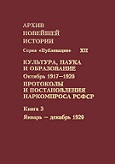 АРХИВ
НОВЕЙШЕЙ
ИСТОРИИ
Серия «Публикации» XII
КУЛЬТУРА, НАУКА
И ОБРАЗОВАНИЕ
Октябрь 1917–1920
ПРОТОКОЛЫ
И ПОСТАНОВЛЕНИЯ
НАРКОМПРОСА РСФСР
Книга 3
Январь – декабрь 1920